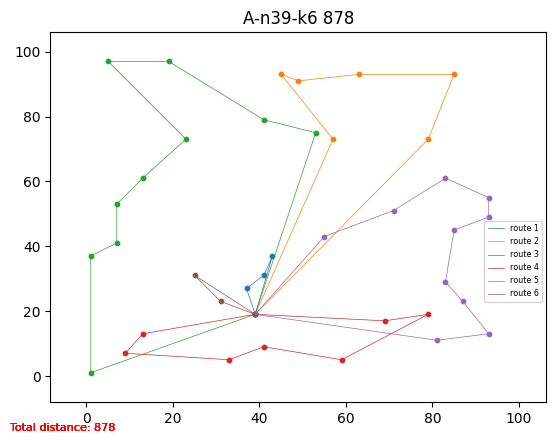 A-n39-k6 878
100
80
60
40
20
0
route 1
route 2
route 3
route 4
route 5
route 6
0 20 40 60 80 100
Total distance: 878